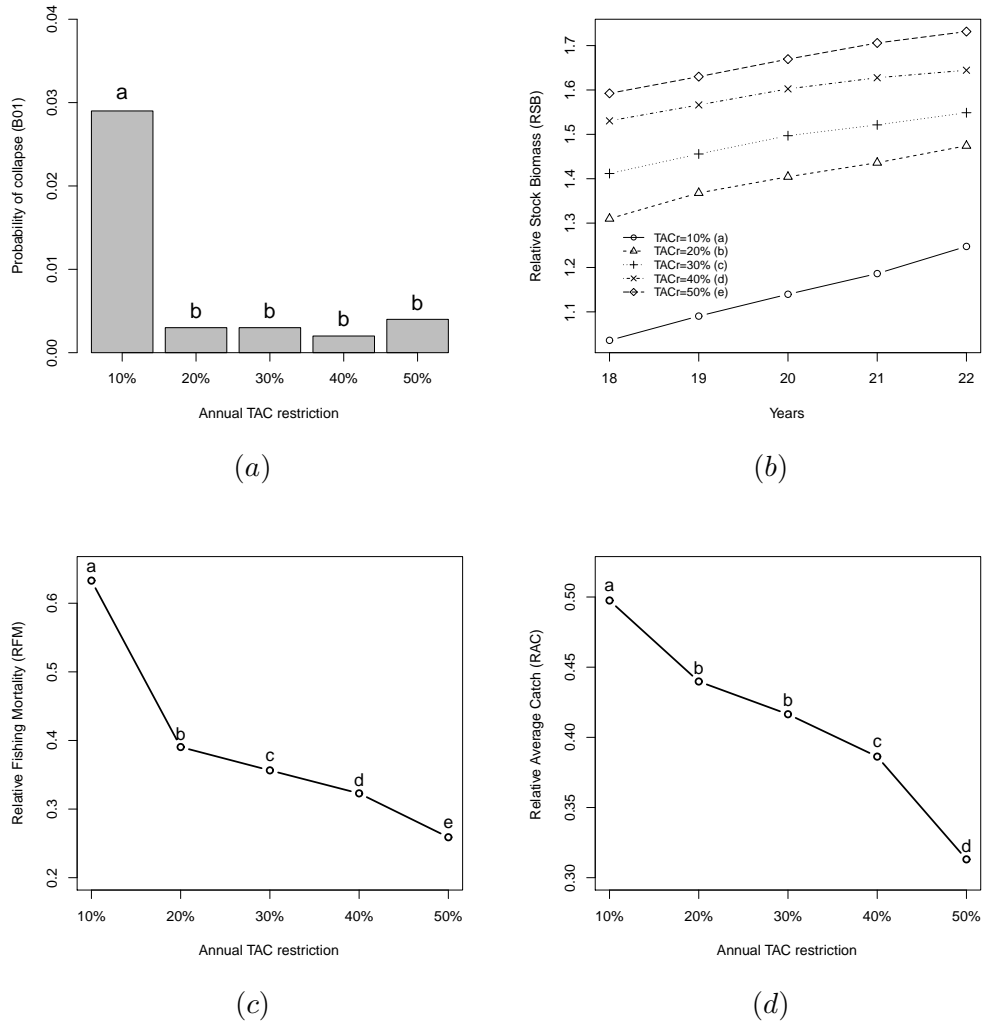 0.04
0.03
0.02
0.01
0.00
Probability of collapse (B01)
a
b
b
b
b
10%
20%
30%
40%
50%
Annual TAC restriction
(a)
1.7
1.6
1.5
1.4
1.3
1.2
1.1
Relative Stock Biomass (RSB)
TACr=10% (a)
TACr=20% (b)
TACr=30% (c)
TACr=40% (d)
TACr=50% (e)
18
19
20
21
22
Years
(b)
0.6
0.5
0.4
0.3
0.2
Relative Fishing Mortality (RFM)
a
b
c
d
e
10%
20%
30%
40%
50%
Annual TAC restriction
(c)
0.50
0.45
0.40
0.35
0.30
Relative Average Catch (RAC)
a
b
b
c
d
10%
20%
30%
40%
50%
Annual TAC restriction
(d)